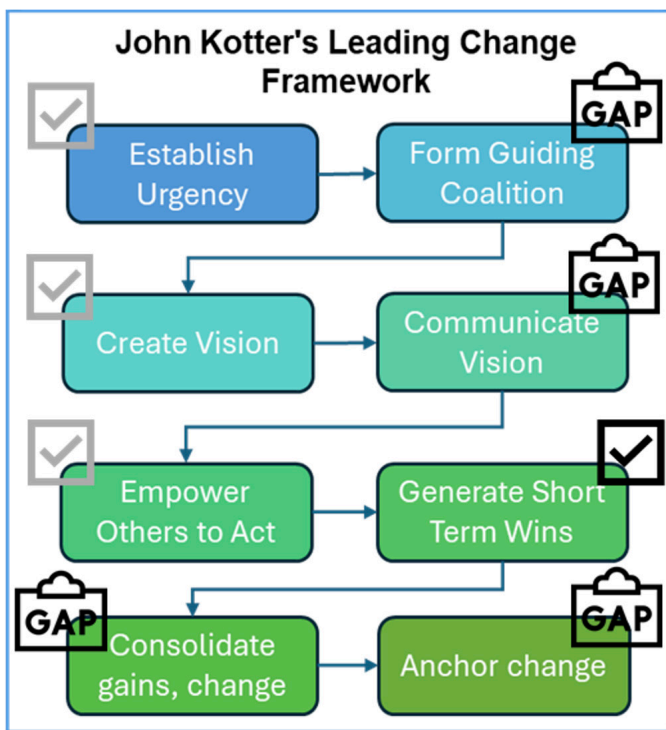 John Kotter's Leading Change
Framework
GAP
Establish
Urgency
Form Guiding
Coalition
GAP
Create Vision
Communicate
Vision
Empower
Others to Act
Generate Short
Term Wins
GAP
Consolidate
gains, change
GAP
Anchor change